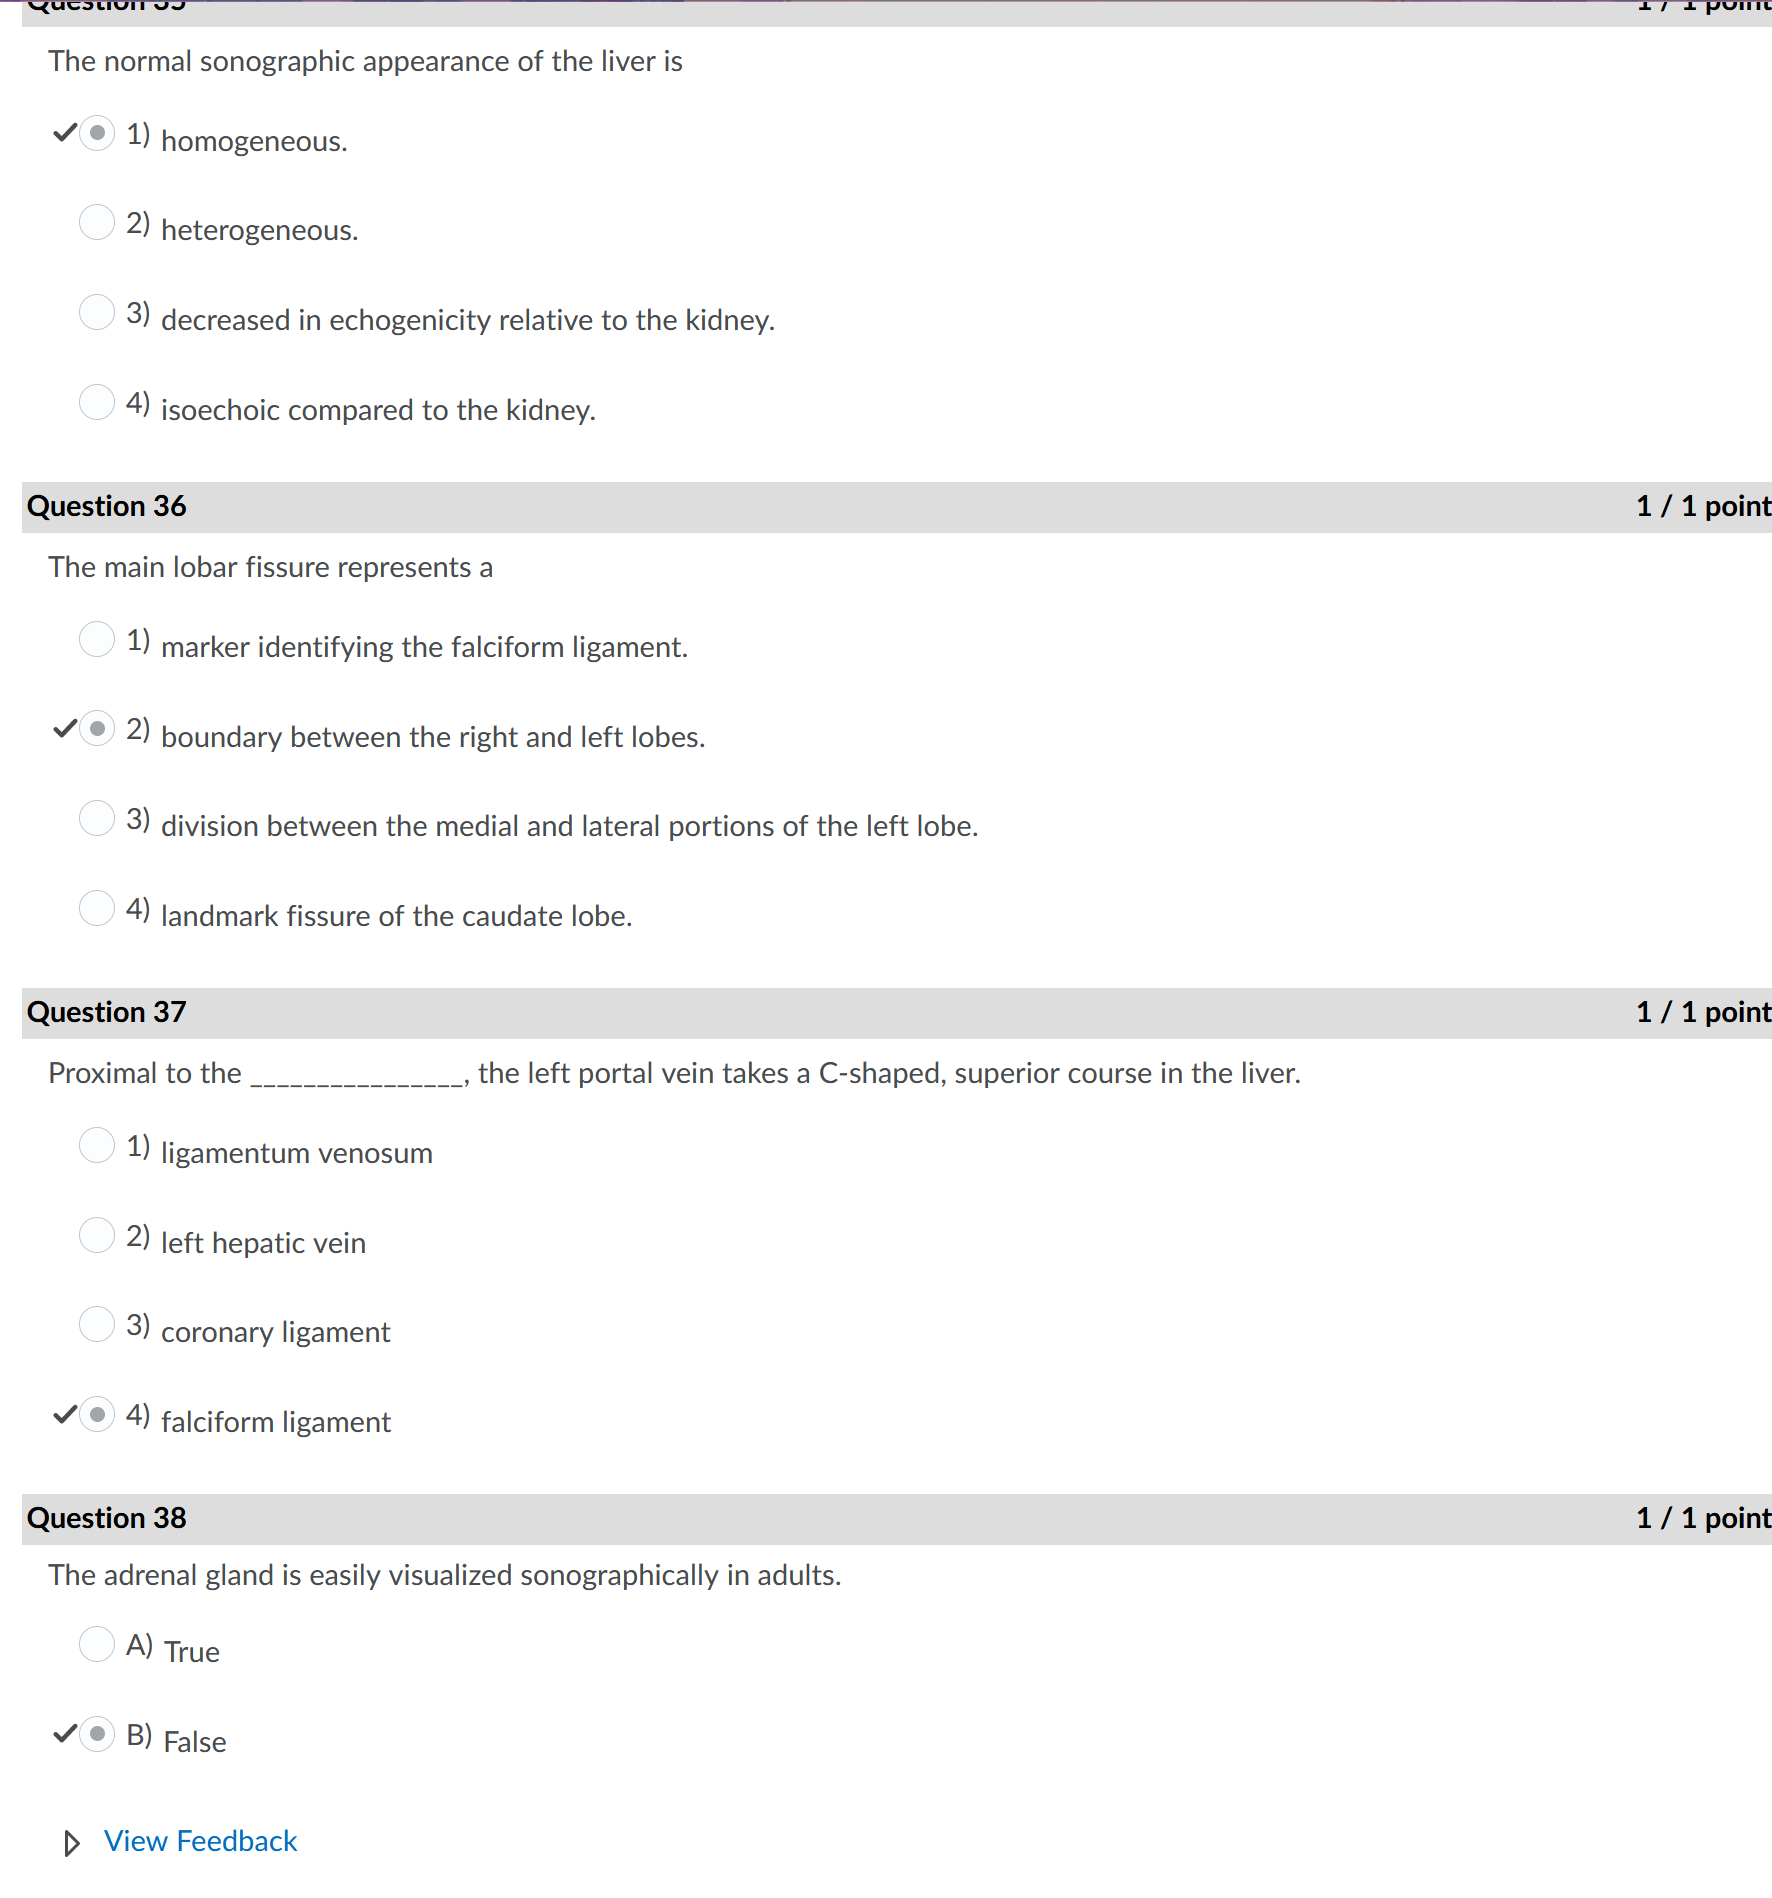 Question 35 1 / 1 point
The normal sonographic appearance of the liver is
1) homogeneous.
2) heterogeneous.
3) decreased in echogenicity relative to the kidney.
4) isoechoic compared to the kidney.
Question 36 1 / 1 point
The main lobar fissure represents a
1) marker identifying the falciform ligament.
2) boundary between the right and left lobes.
3) division between the medial and lateral portions of the left lobe.
4) landmark fissure of the caudate lobe.
Question 37 1 / 1 point
Proximal to the ________________, the left portal vein takes a C-shaped, superior course in the liver.
1) ligamentum venosum
2) left hepatic vein
3) coronary ligament
4) falciform ligament
Question 38 1 / 1 point
The adrenal gland is easily visualized sonographically in adults.
A) True
B) False
View Feedback